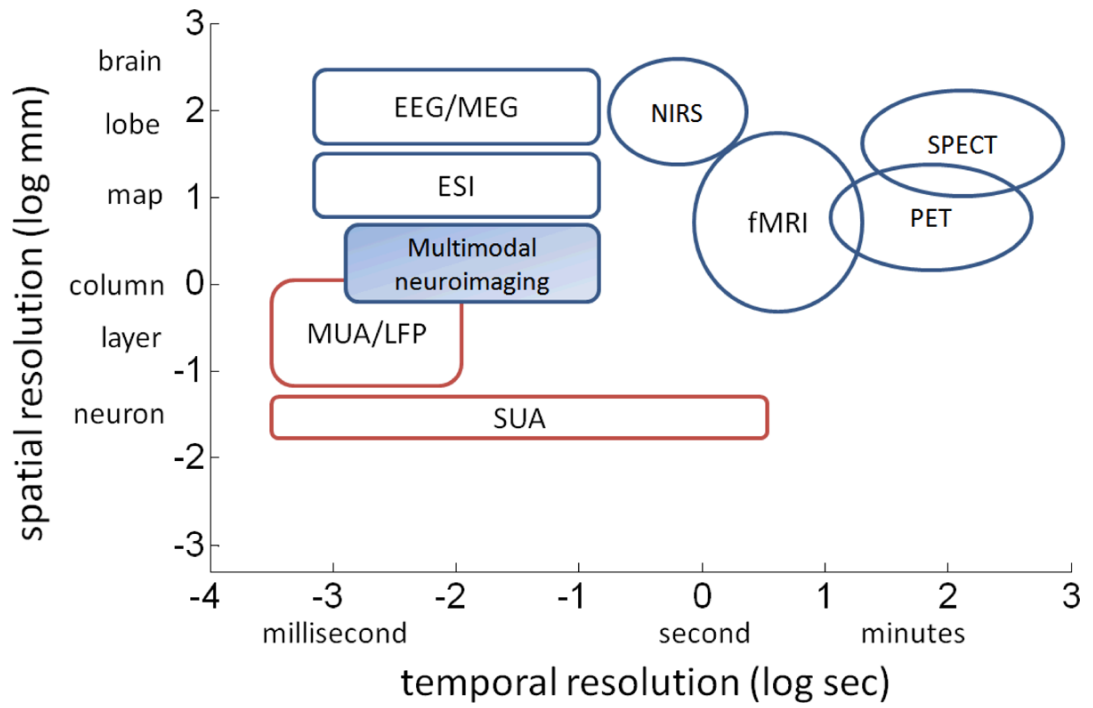 3
brain
2
EEG/MEG
NIRS
lobe
SPECT
ESI
map
1
fMRI
PET
Multimodal
neuroimaging
column
0
layer
MUA/LFP
-1
neuron
SUA
-2
-3
spatial resolution (log mm)
-4 -3 -2 -1 0 1 2 3
millisecond second minutes
temporal resolution (log sec)